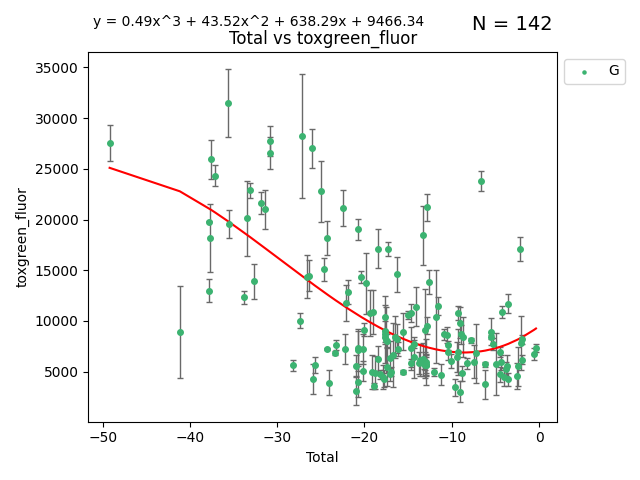 y = 0.49x^3 + 43.52x^2 + 638.29x + 9466.34
N = 142
Total vs toxgreen_fluor
G
35000
30000
25000
20000
15000
10000
5000
toxgreen_fluor
−50 −40 −30 −20 −10 0
Total